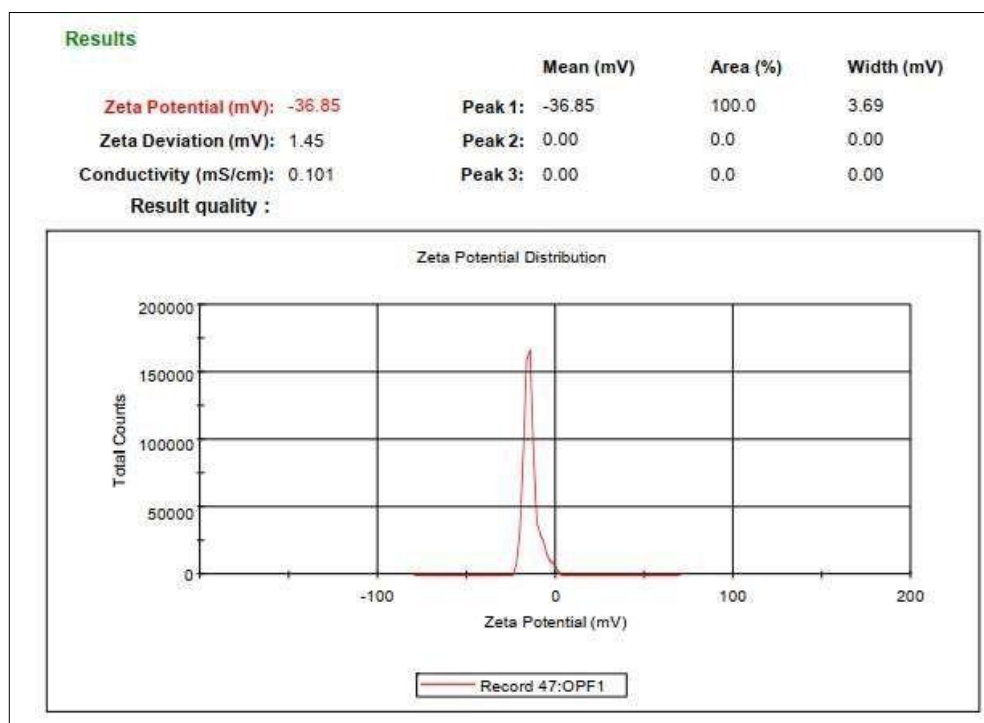 Results
Mean (mV) Area (%) Width (mV)
Zeta Potential (mV): -36.85 Peak 1: -36.85 100.0 3.69
Zeta Deviation (mV): 1.45 Peak 2: 0.00 0.0 0.00
Conductivity (mS/cm): 0.101 Peak 3: 0.00 0.0 0.00
Result quality :
Zeta Potential Distribution
200000
150000
100000
50000
0
Total Counts
-100 0 100 200
Zeta Potential (mV)
Record 47:OPF1